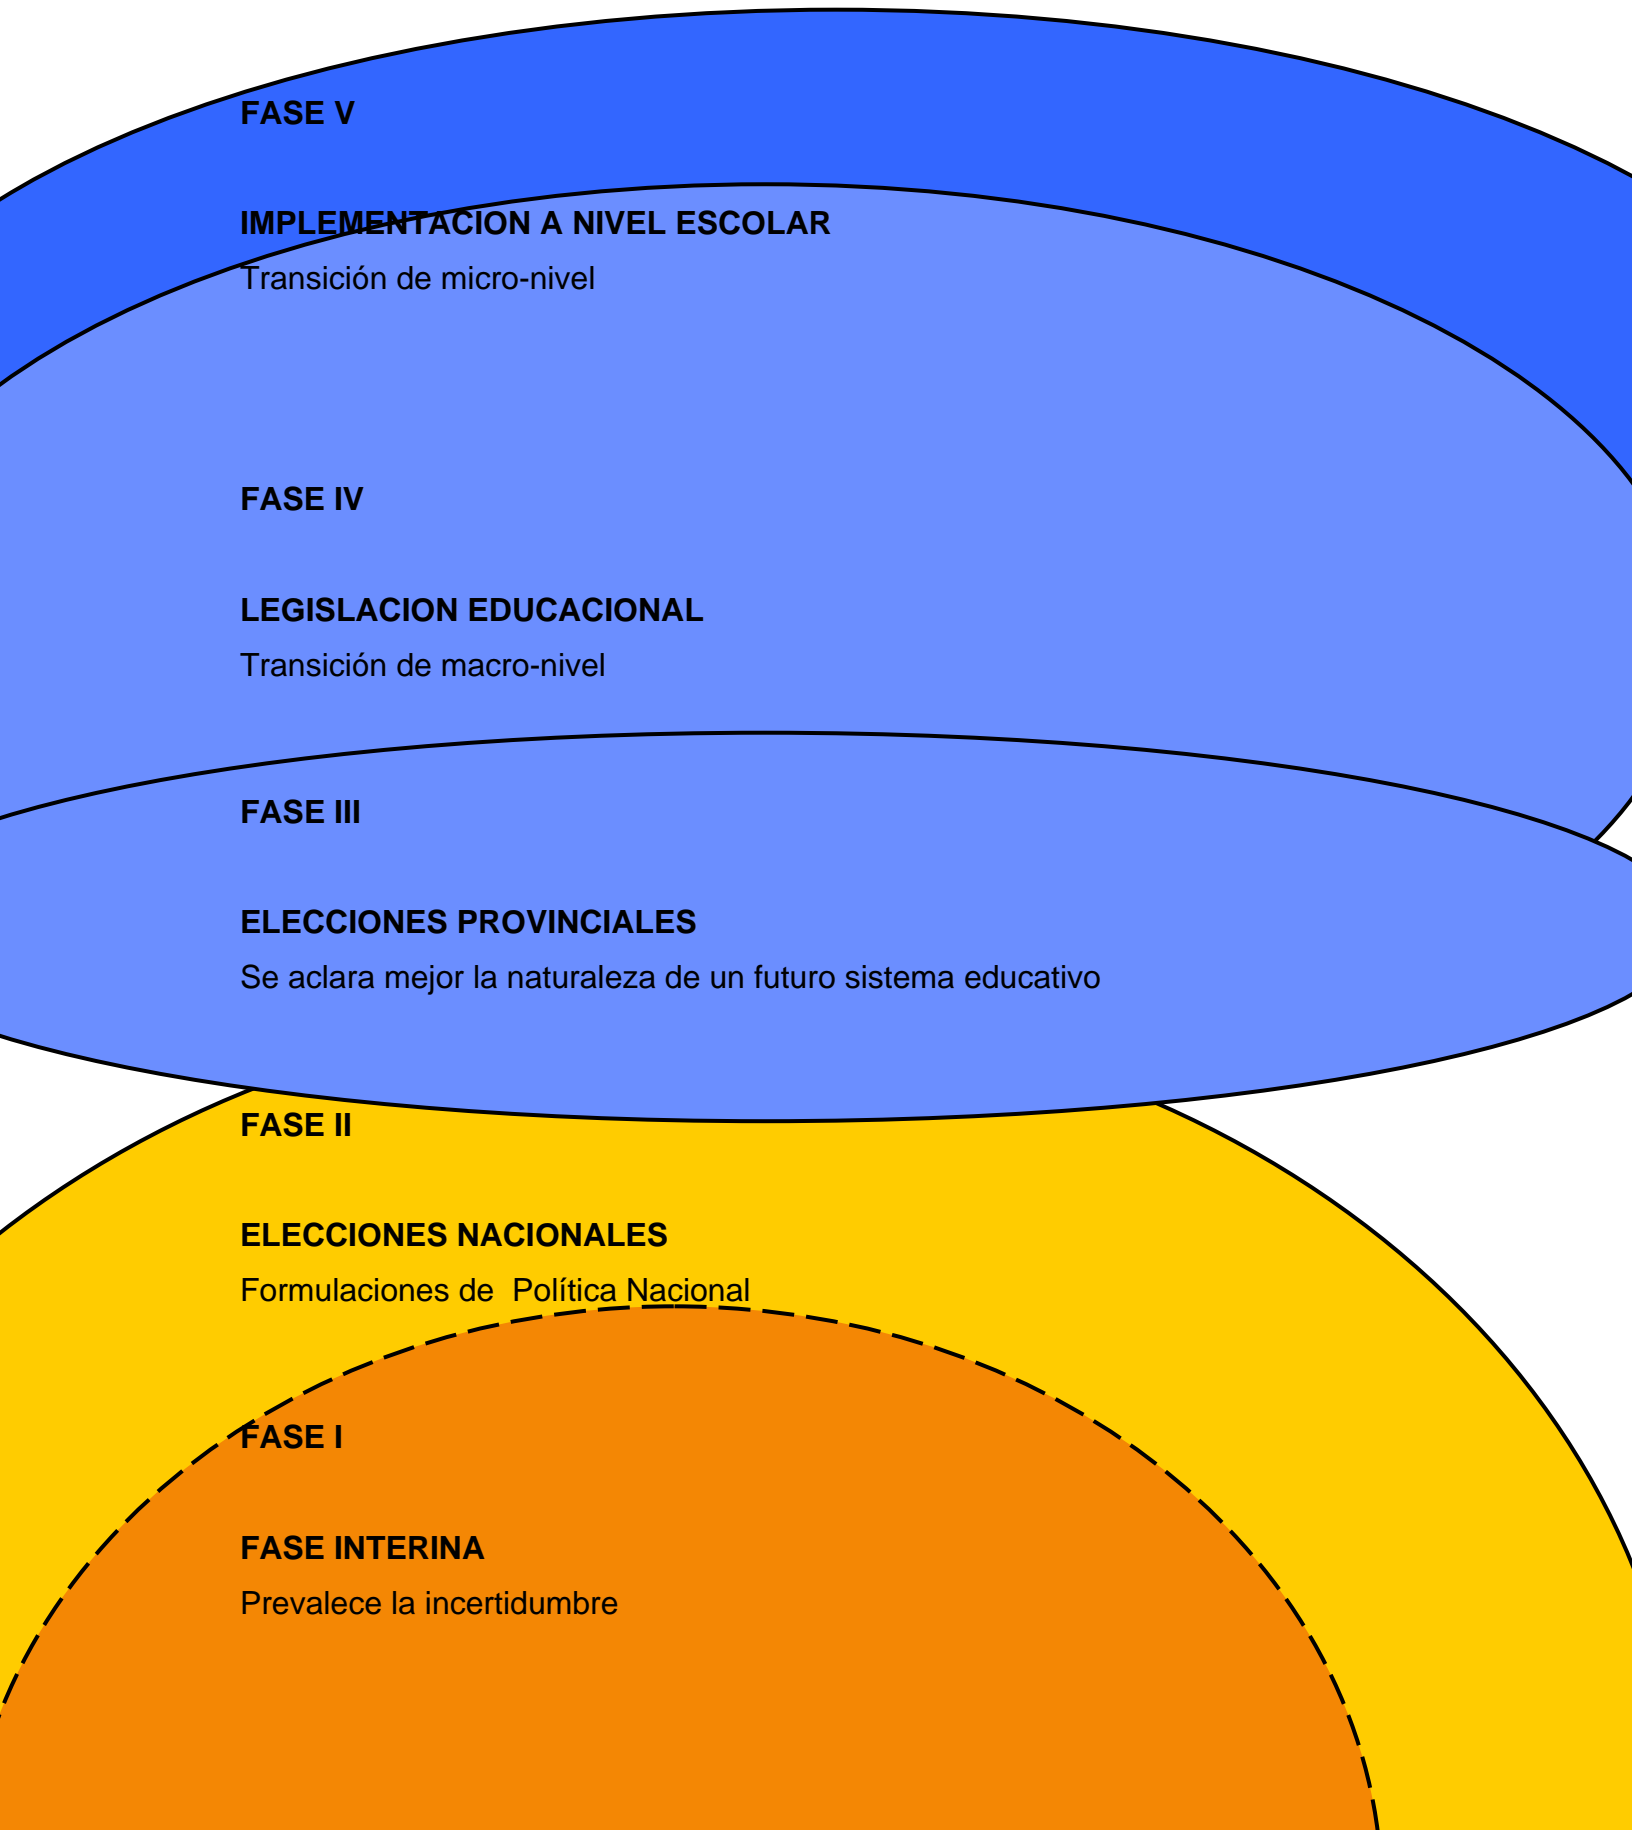 FASE V
IMPLEMENTACION A NIVEL ESCOLAR
Transición de micro-nivel
FASE IV
LEGISLACION EDUCACIONAL
Transición de macro-nivel
FASE III
ELECCIONES PROVINCIALES
Se aclara mejor la naturaleza de un futuro sistema educativo
FASE II
ELECCIONES NACIONALES
Formulaciones de  Política Nacional
FASE I
FASE INTERINA
Prevalece la incertidumbre